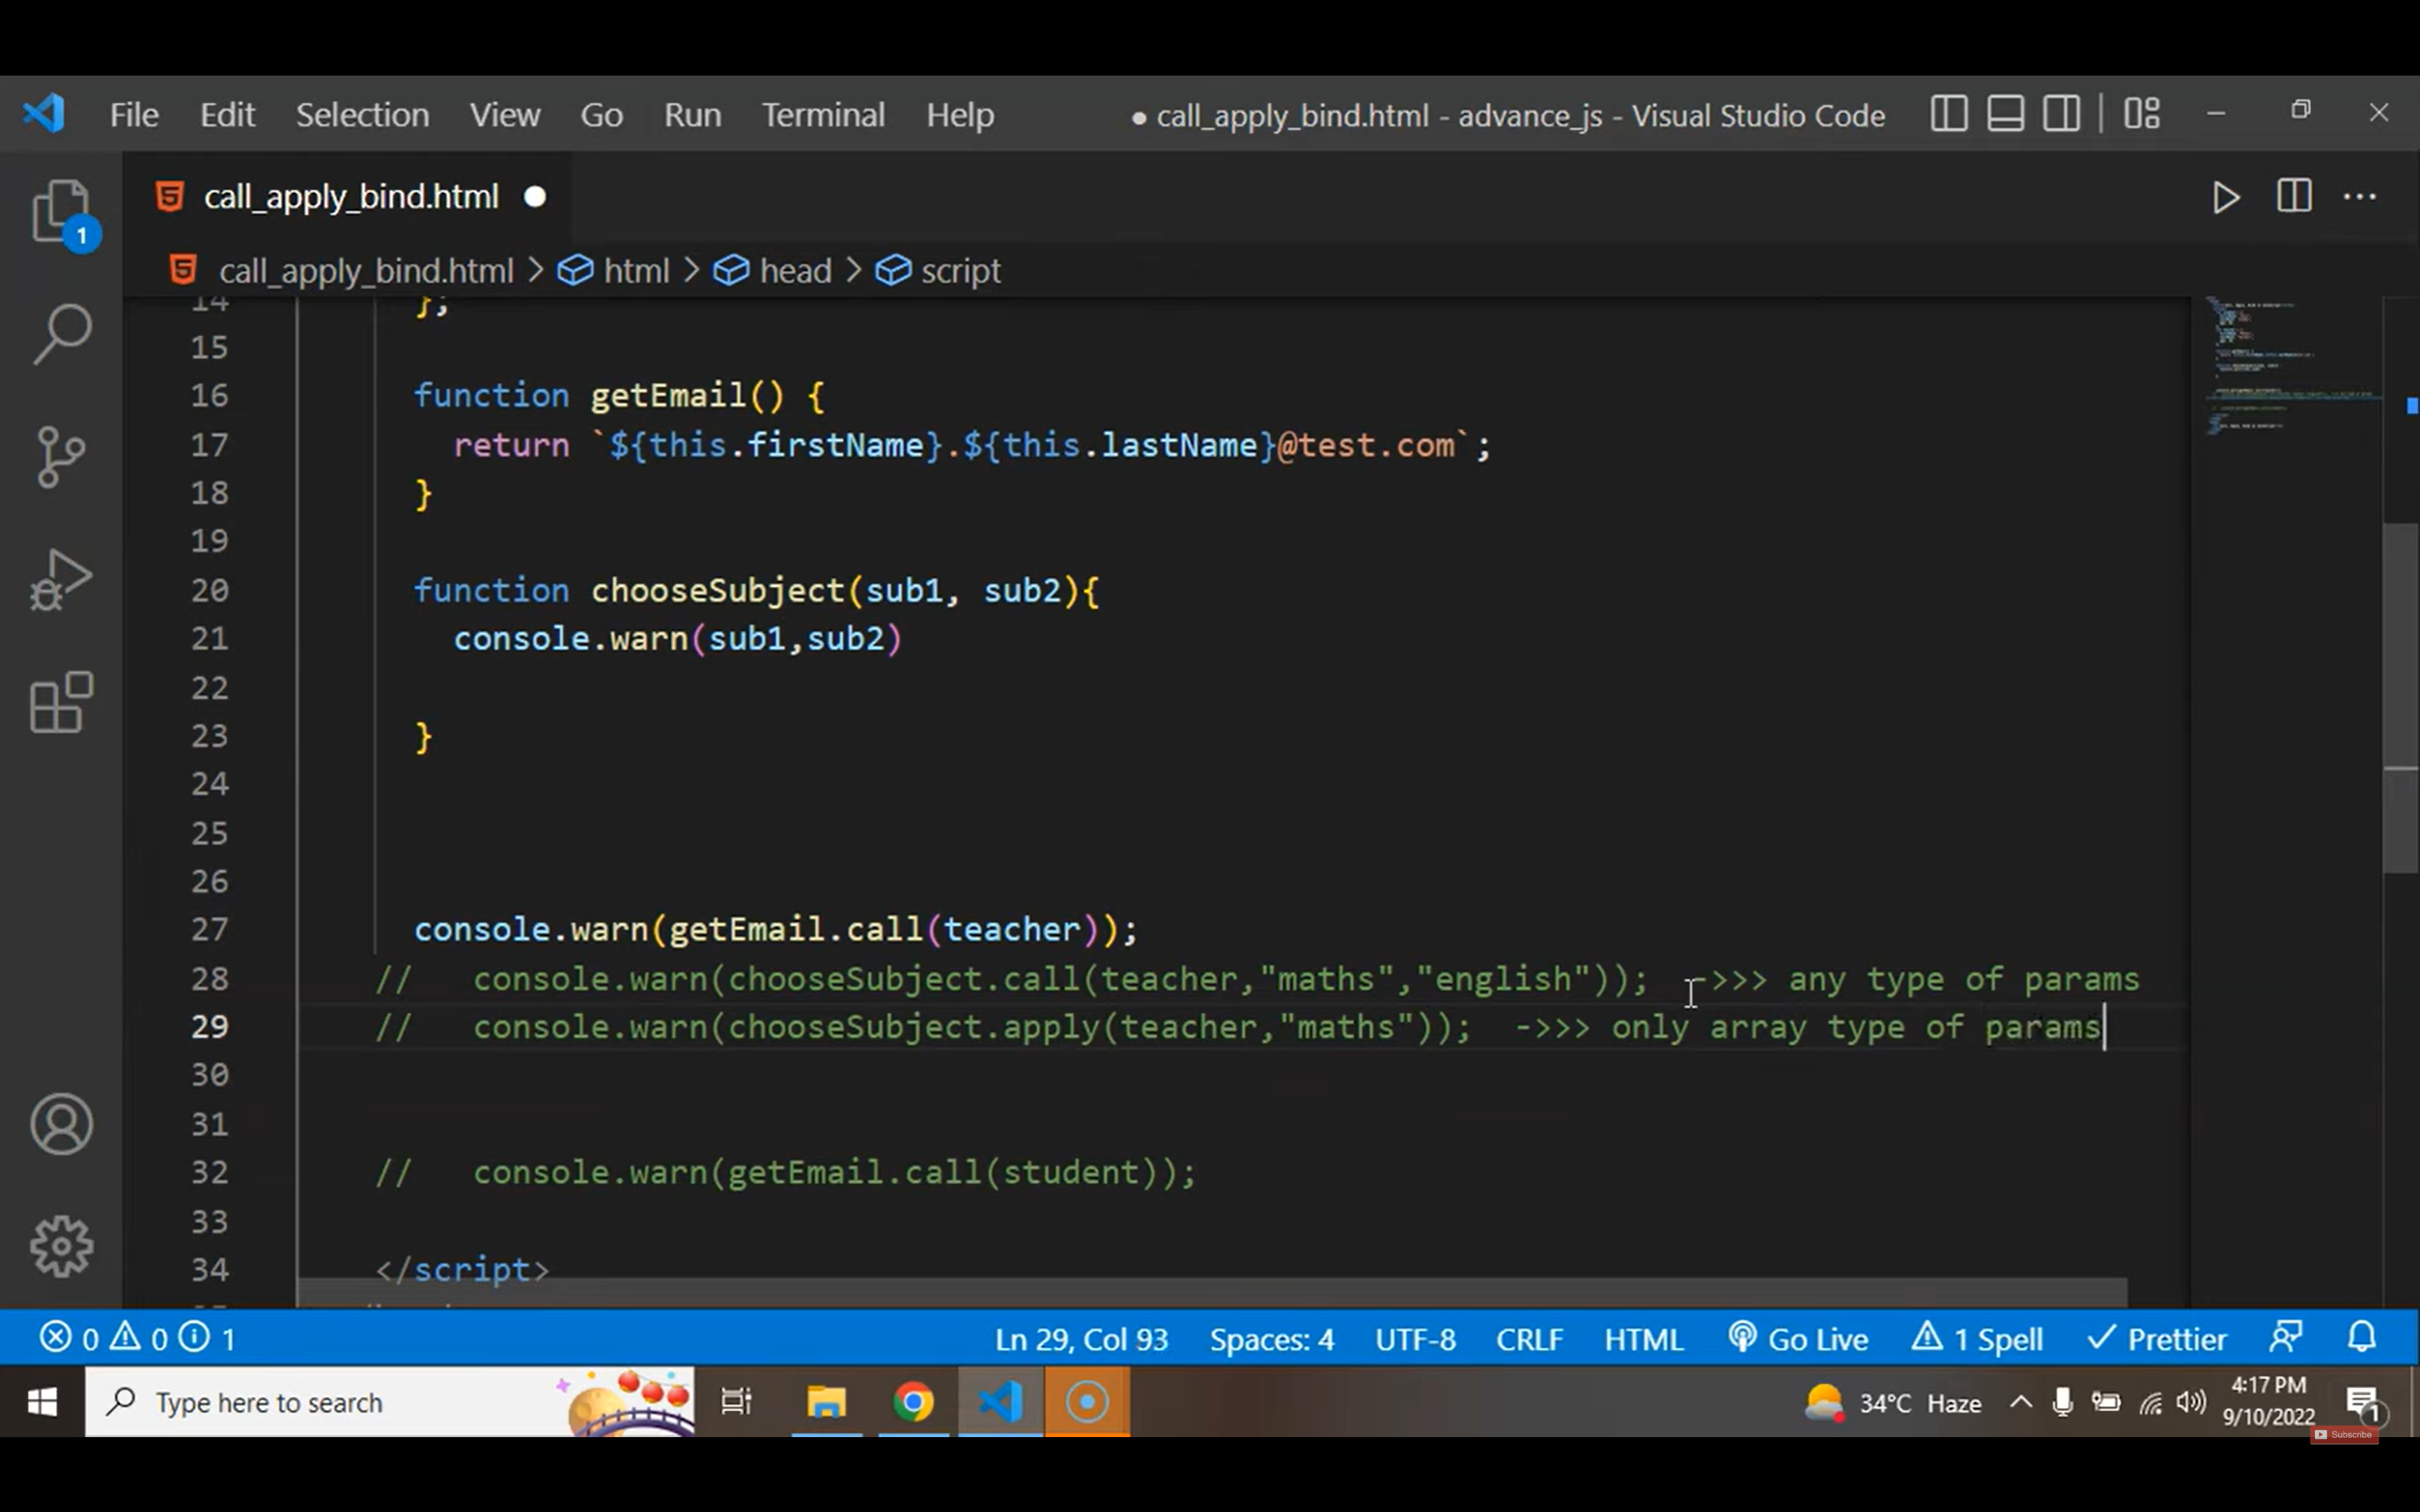 File Edit Selection View Go Run Terminal Help ● call_apply_bind.html - advance_js - Visual Studio Code
call_apply_bind.html
1
call_apply_bind.html > html > head > script
14 };
15
16 function getEmail() {
17 return `${this.firstName}.${this.lastName}@test.com`;
18 }
19
20 function chooseSubject(sub1, sub2){
21 console.warn(sub1,sub2)
22
23 }
24
25
26
27 console.warn(getEmail.call(teacher));
28 // console.warn(chooseSubject.call(teacher,"maths","english")); ->>> any type of params
29 // console.warn(chooseSubject.apply(teacher,"maths")); ->>> only array type of params
30
31
32 // console.warn(getEmail.call(student));
33
34 </script>
0 0 1 Ln 29, Col 93 Spaces: 4 UTF-8 CRLF HTML Go Live 1 Spell Prettier
Type here to search 34°C Haze 4:17 PM
9/10/2022
1
Subscribe